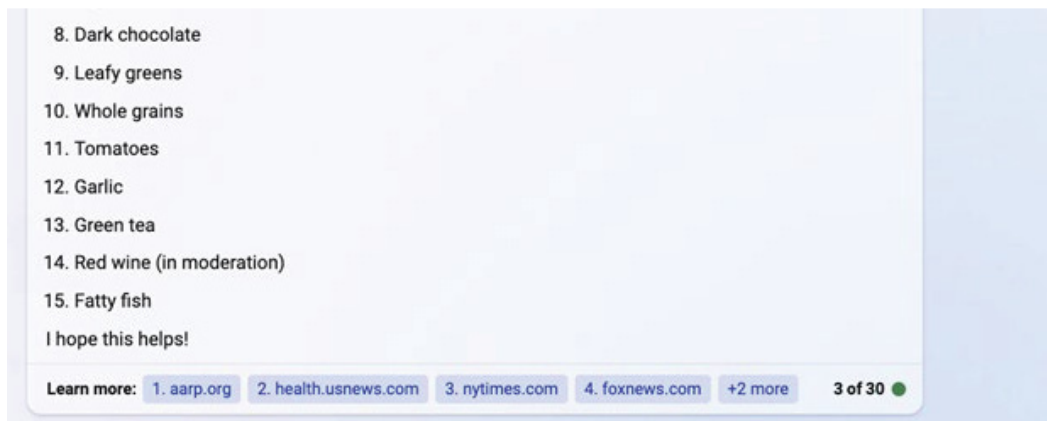 8. Dark chocolate
9. Leafy greens
10. Whole grains
11. Tomatoes
12. Garlic
13. Green tea
14. Red wine (in moderation)
15. Fatty fish
I hope this helps!
Learn more: 1. aarp.org 2. health.usnews.com 3. nytimes.com 4. foxnews.com +2 more 3 of 30